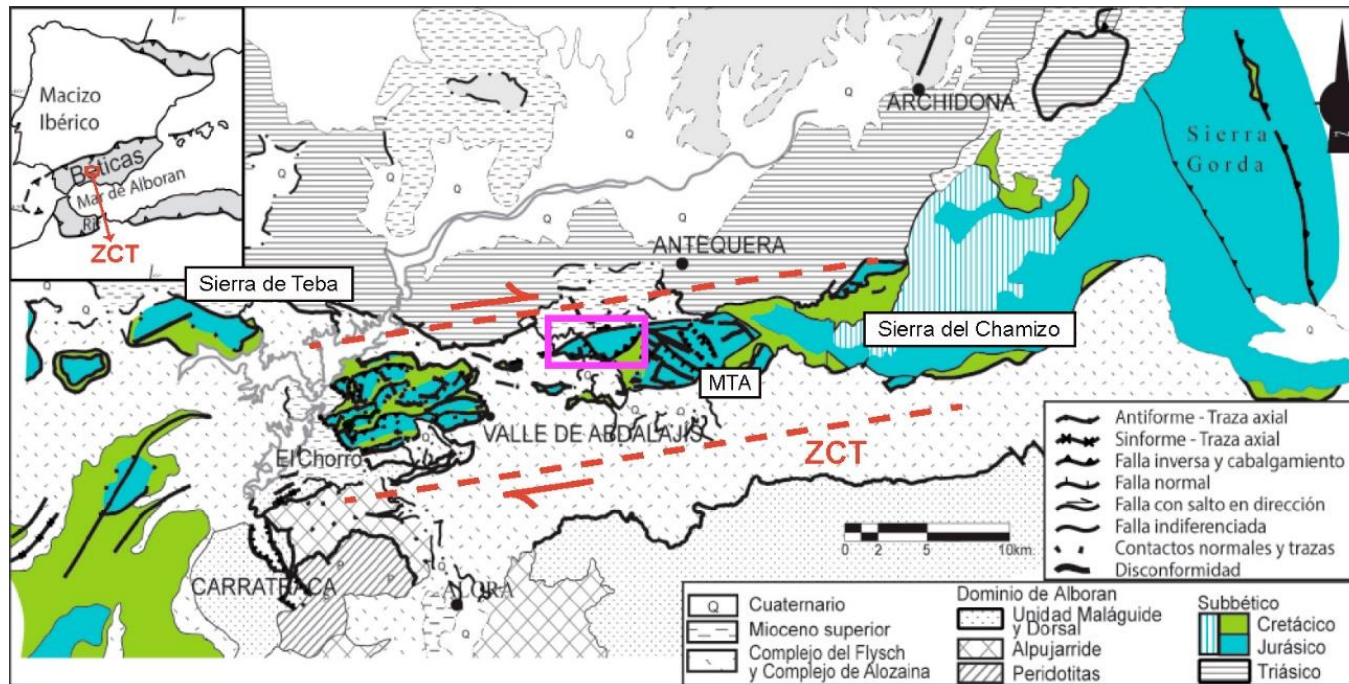 Macizo
Ibérico
Béticas
Mar de Alboran
Rif
ZCT
Sierra de Teba
ARCHIDONA
Q
Q
Q
Q
Q
Q
Q
Q
ANTEQUERA
Sierra
Gorda
Sierra del Chamizo
MTA
VALLE DE ABDALAJIS
El Chorro
ZCT
CARRATRACA
ALORA
P
P
Q
Q
0 2 5 10km.
Antiforme - Traza axial
Sinforme - Traza axial
Falla inversa y cabalgamiento
Falla normal
Falla con salto en dirección
Falla indiferenciada
Contactos normales y trazas
Disconformidad
Q Cuaternario
Mioceno superior
Complejo del Flysch
y Complejo de Alozaina
Dominio de Alboran
Unidad Maláguide
y Dorsal
Alpujarride
Peridotitas
Subbético
Cretácico
Jurásico
Triásico